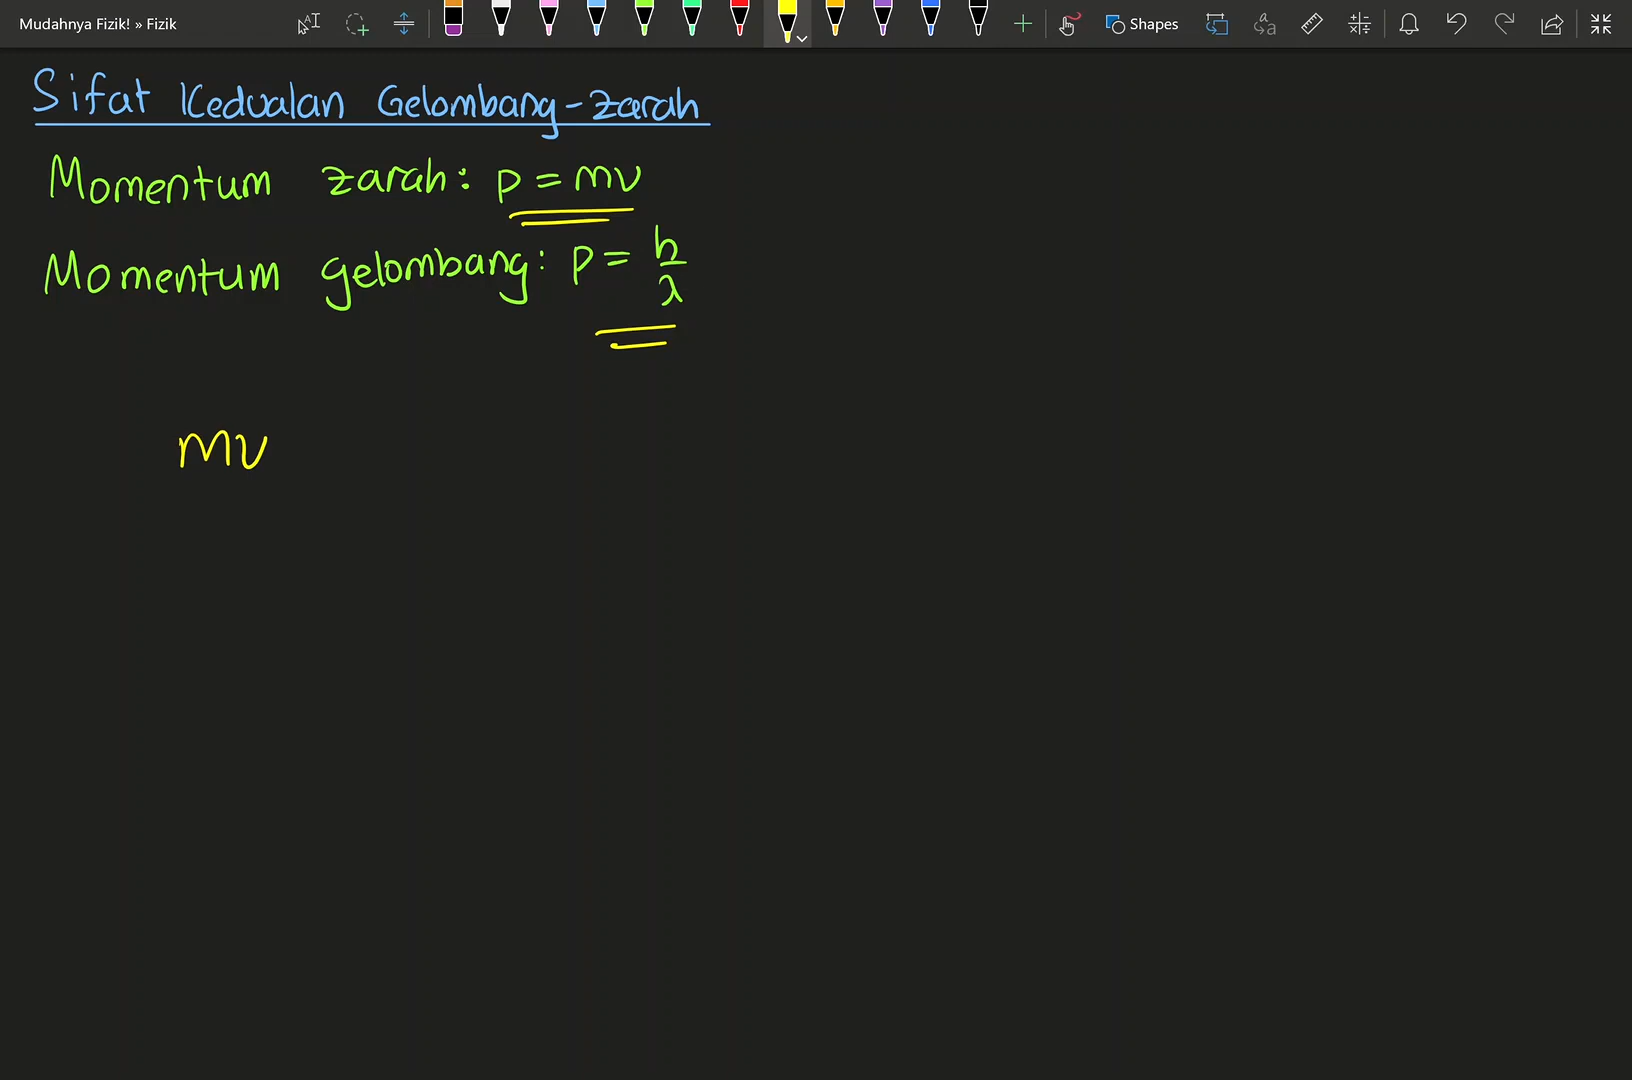 Mudahnya Fizik! » Fizik
Shapes
Sifat Kedualan Gelombang-Zarah
Momentum zarah: p = mv
Momentum gelombang: p = h/λ
mv